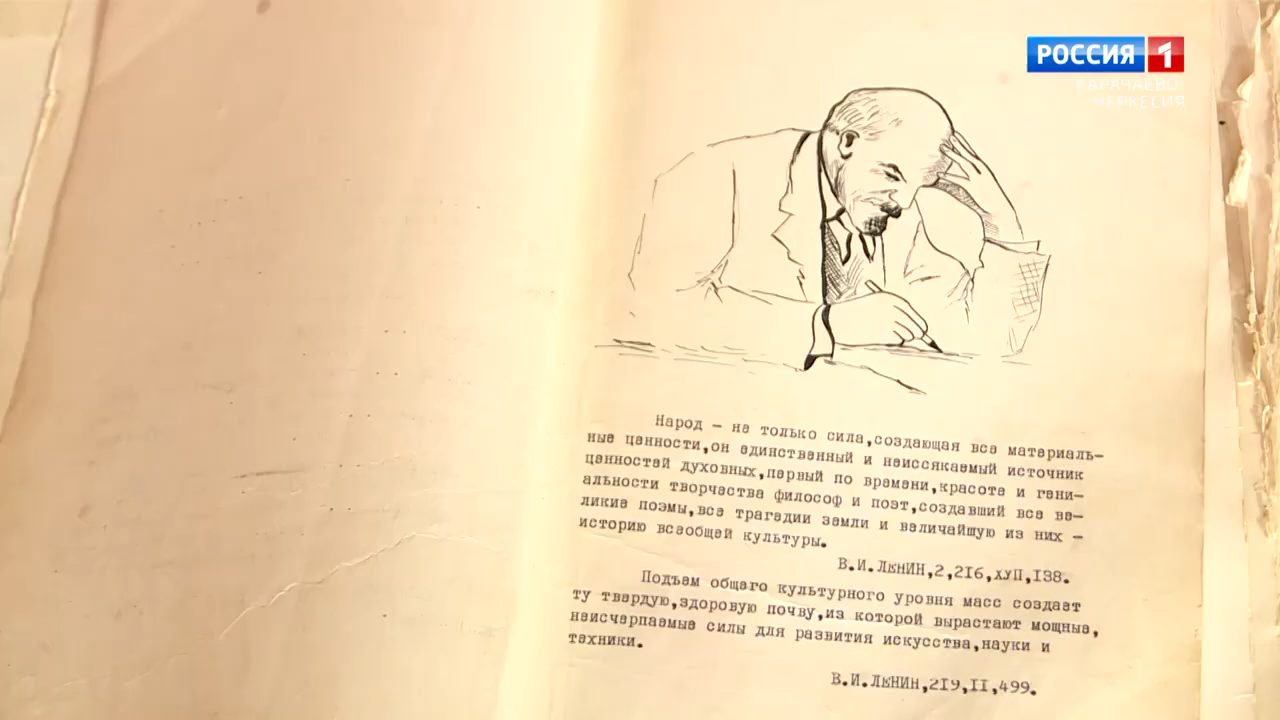 РОССИЯ 1
КАРАЧАЕВО-
ЧЕРКЕСИЯ
Народ - не только сила,создающая все материаль-
ные ценности,он единственный и неиссякаемый источник
ценностей духовных,первый по времени,красоте и гени-
альности творчества философ и поэт,создавший все ве-
ликие поэмы,все трагедии земли и величайшую из них -
историю всеобщей культуры.
В.И.ЛЕНИН,2,216,ХУП,138.
Подъем общего культурного уровня масс создает
ту твердую,здоровую почву,из которой вырастают мощные,
неисчерпаемые силы для развития искусства,науки и
техники.
В.И.ЛЕНИН,219,II,499.